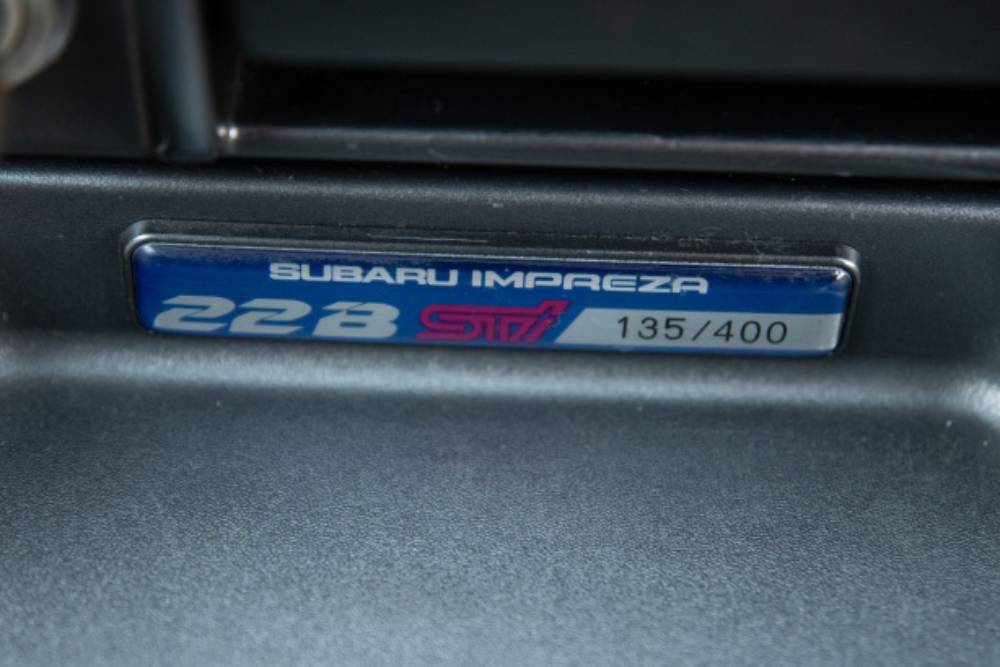 SUBARU IMPREZA
22B STi 135/400